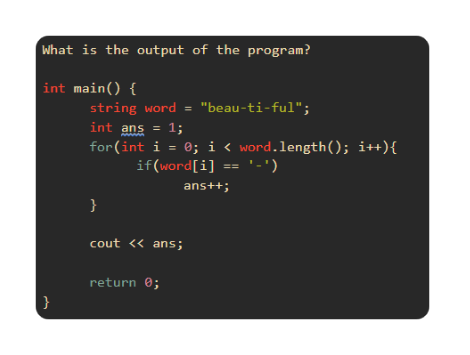 What is the output of the program?
int main() {
string word = "beau-ti-ful";
int ans = 1;
for(int i = 0; i < word.length(); i++){
if(word[i] == '-')
ans++;
}
cout << ans;
return 0;
}